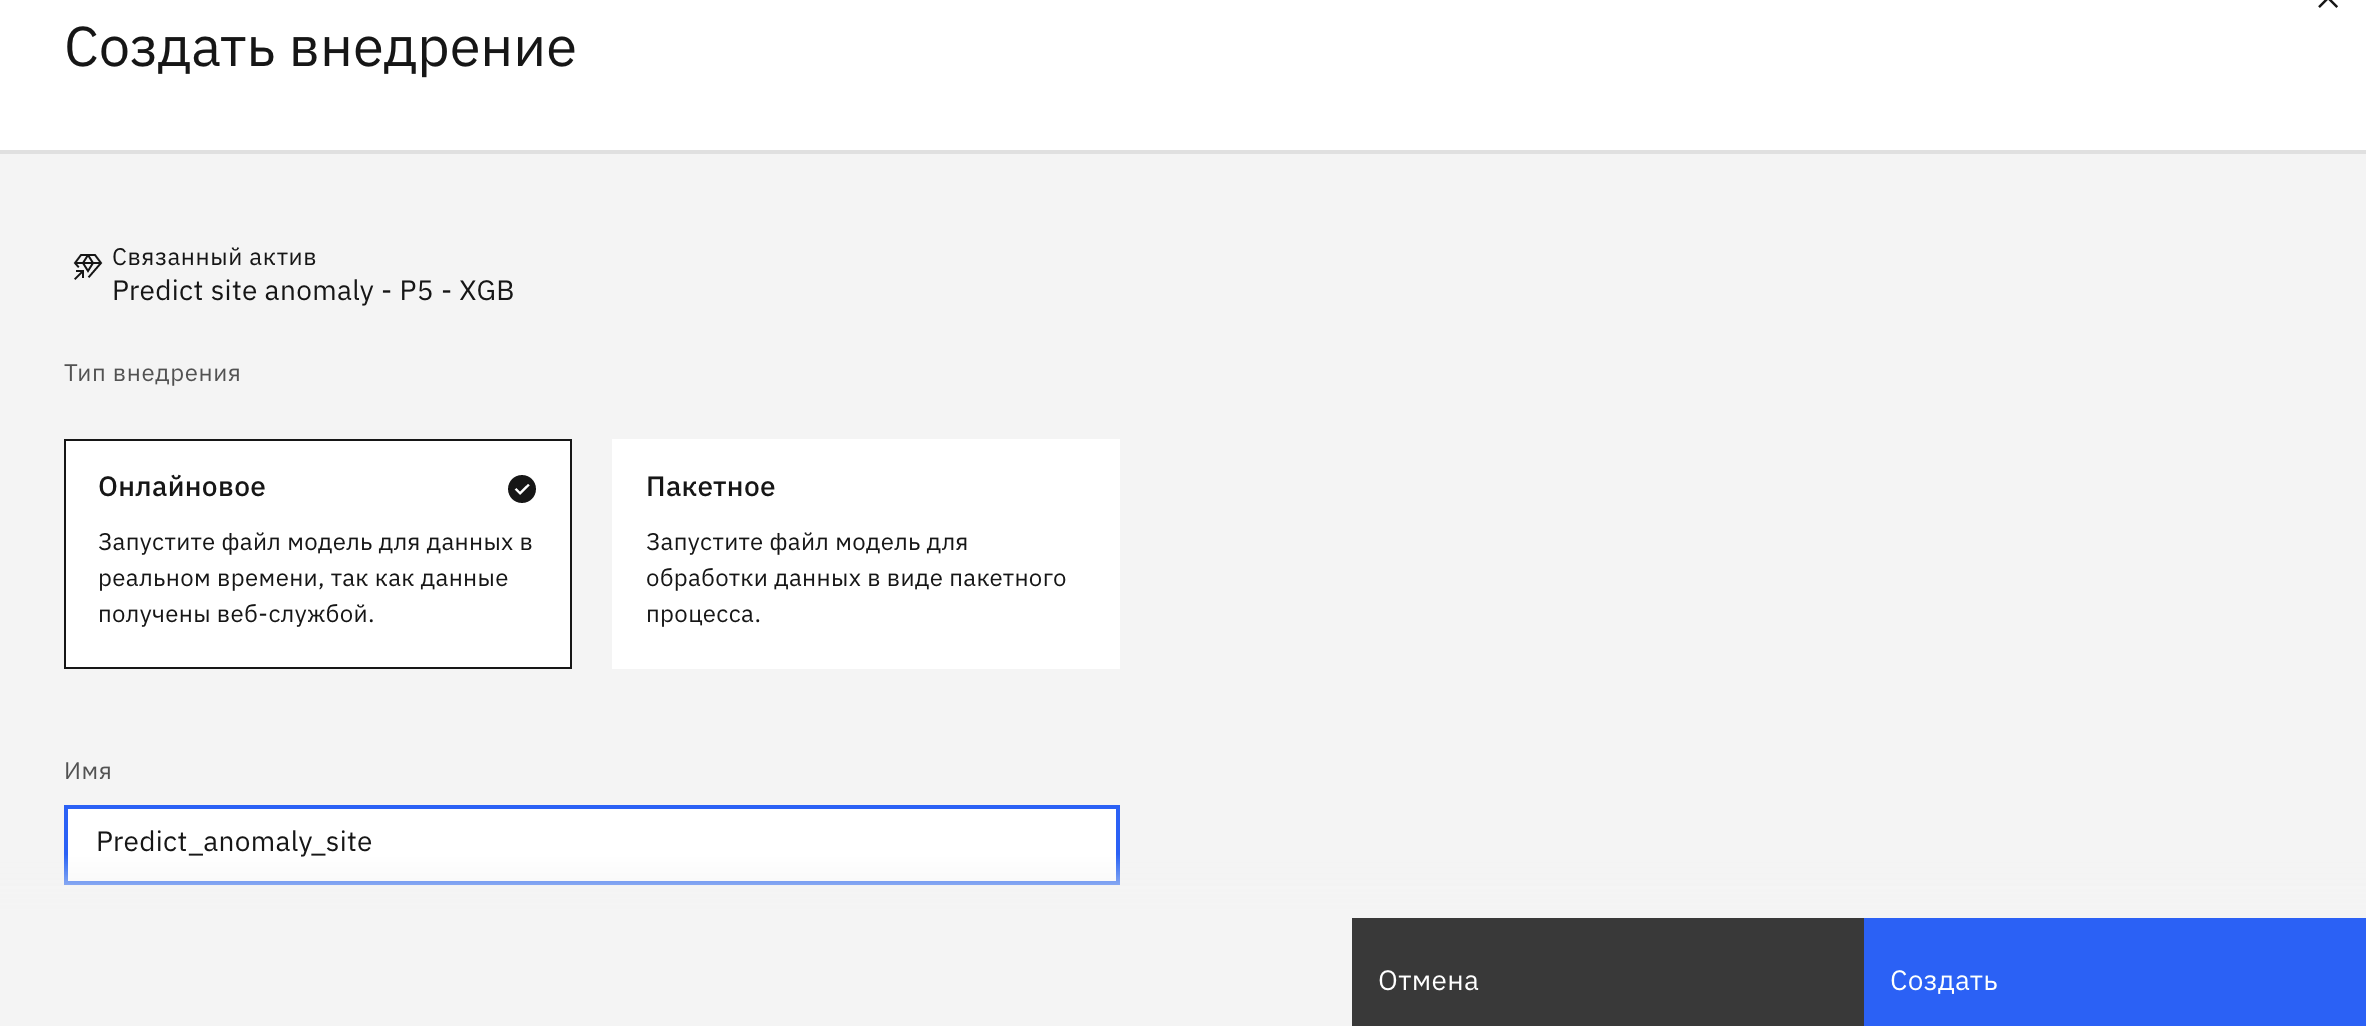 Создать внедрение
Связанный актив
Predict site anomaly - P5 - XGB
Тип внедрения
Онлайновое
Запустите файл модель для данных в
реальном времени, так как данные
получены веб-службой.
Пакетное
Запустите файл модель для
обработки данных в виде пакетного
процесса.
Имя
Predict_anomaly_site
Отмена
Создать